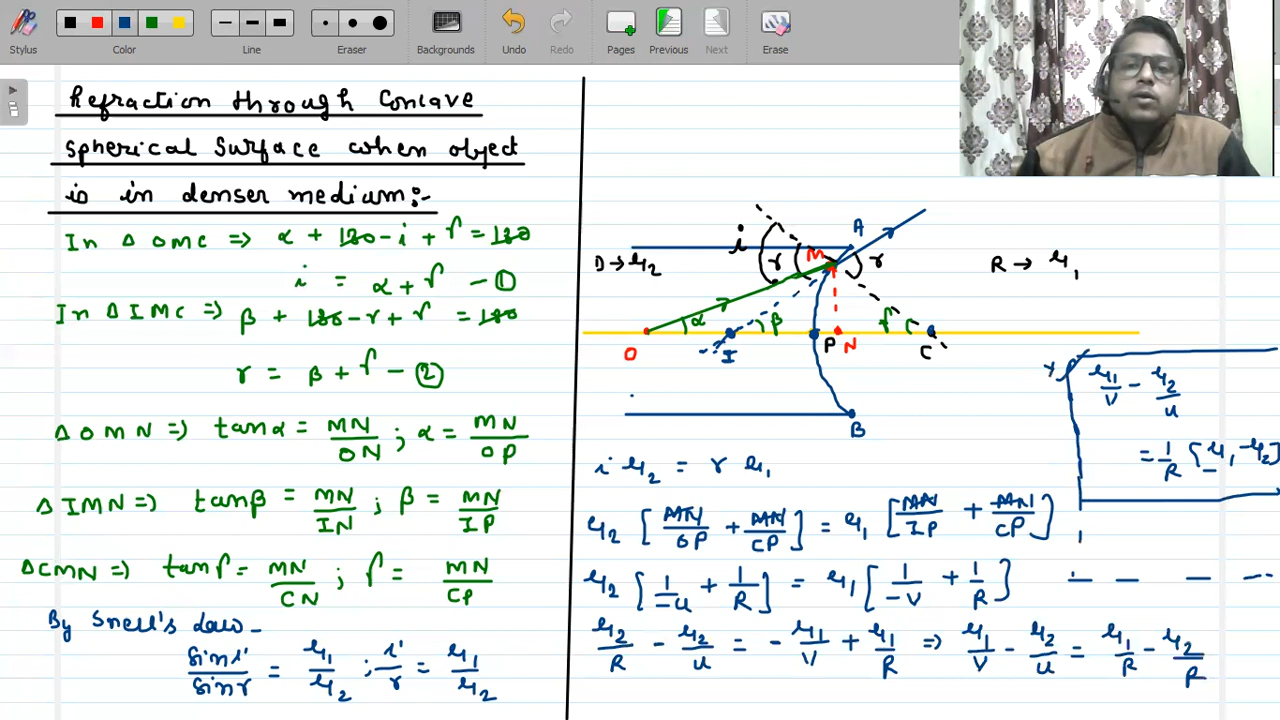 Stylus Color Line Eraser Backgrounds Undo Redo Pages Previous Next Erase
Refraction through Concave
spherical Surface when object
is in denser medium:-
In Δ OMC ⇒ α + 180 - i + γ = 180
i = α + γ - ①
In Δ IMC ⇒ β + 180 - r + γ = 180
r = β + γ - ②
Δ OMN ⇒ tanα = MN/ON ; α = MN/OP
Δ IMN ⇒ tanβ = MN/IN ; β = MN/IP
Δ CMN ⇒ tanγ = MN/CN ; γ = MN/CP
By Snell's Law -
sin i/sin r = μ1/μ2 ; i/r = μ1/μ2
D → μ2
i
r
M
A
r
R → μ1
α
β
γ
O
I
P
N
C
B
μ1/v - μ2/u
= 1/R [μ1 - μ2]
i μ2 = r μ1
μ2 [MN/OP + MN/CP] = μ1 [MN/IP + MN/CP]
μ2 [1/-u + 1/R] = μ1 [1/-v + 1/R]
μ2/R - μ2/u = - μ1/v + μ1/R ⇒ μ1/v - μ2/u = μ1/R - μ2/R